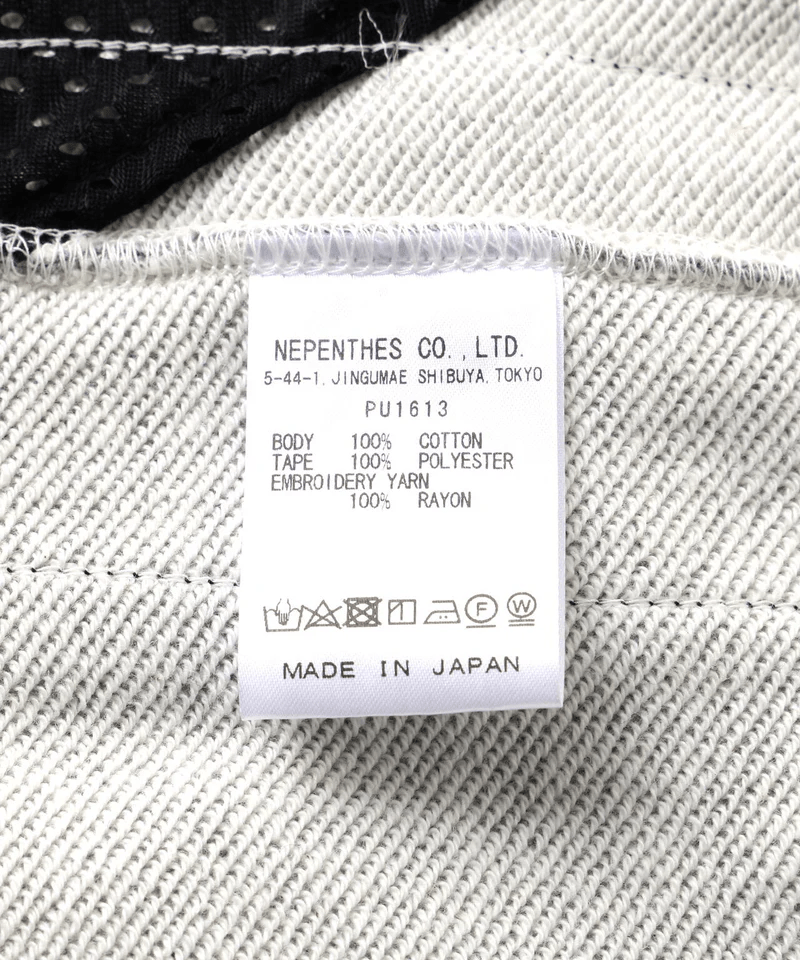 NEPENTHES CO.,LTD.
5-44-1,JINGUMAE SHIBUYA,TOKYO
PU1613
BODY 100% COTTON
TAPE 100% POLYESTER
EMBROIDERY YARN
100% RAYON
F W
MADE IN JAPAN